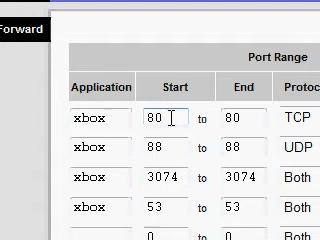 Forward
Port Range
Application Start End Protoc
xbox 80 to 80 TCP
xbox 88 to 88 UDP
xbox 3074 to 3074 Both
xbox 53 to 53 Both
0 to 0 Both